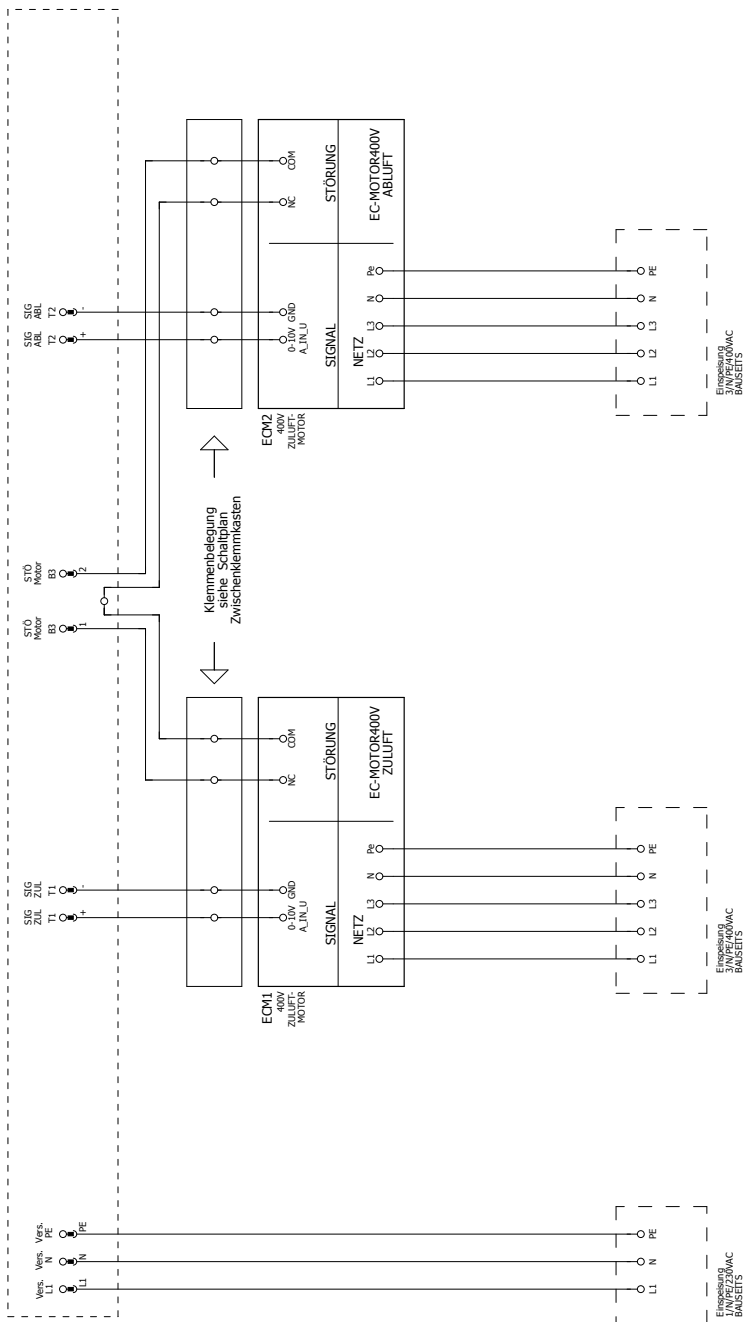 Vers.
L1
L1
Vers.
N
N
Vers.
PE
PE
SIG
ZUL
T1
+
SIG
ZUL
T1
-
STÖ
Motor
B3
1
STÖ
Motor
B3
2
SIG
ABL
T2
+
SIG
ABL
T2
-
Klemmenbelegung
siehe Schaltplan
Zwischenklemmkasten
ECM1
400V
ZULUFT-
MOTOR
0-10V
A_IN_U
GND
NC
COM
SIGNAL
STÖRUNG
NETZ
L1
L2
L3
N
Pe
EC-MOTOR400V
ZULUFT
ECM2
400V
ZULUFT-
MOTOR
0-10V
A_IN_U
GND
NC
COM
SIGNAL
STÖRUNG
NETZ
L1
L2
L3
N
Pe
EC-MOTOR400V
ABLUFT
L1
N
PE
Einspeisung
1/N/PE/230VAC
BAUSEITS
L1
L2
L3
N
PE
Einspeisung
3/N/PE/400VAC
BAUSEITS
L1
L2
L3
N
PE
Einspeisung
3/N/PE/400VAC
BAUSEITS